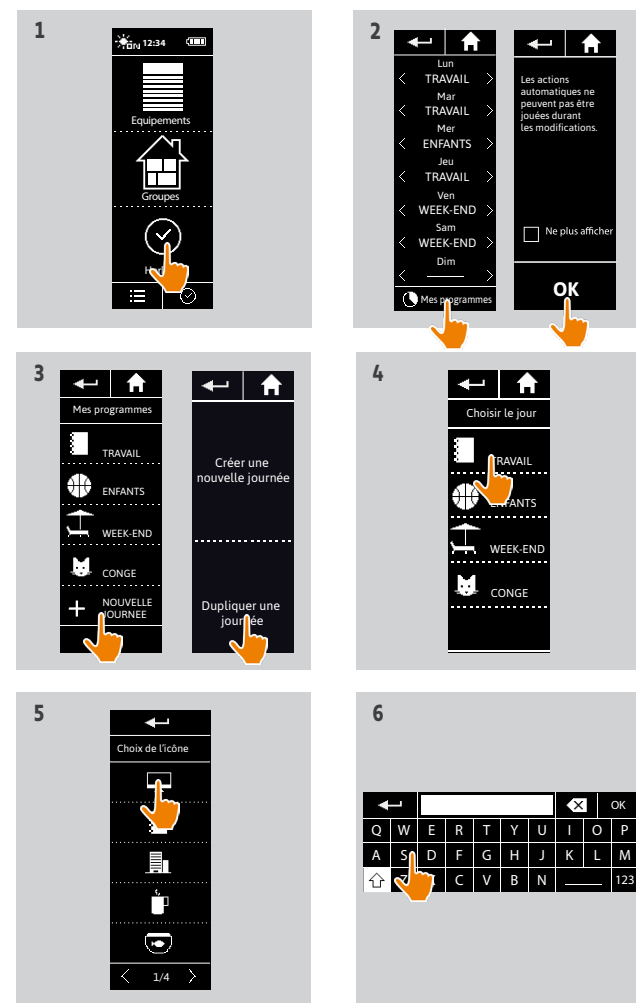 1
ON 12:34
Equipements
Groupes
2
Lun
TRAVAIL
Mar
TRAVAIL
Mer
ENFANTS
Jeu
TRAVAIL
Ven
WEEK-END
Sam
WEEK-END
Dim
Mes programmes
Les actions
automatiques ne
peuvent pas être
jouées durant
les modifications.
Ne plus afficher
OK
3
Mes programmes
TRAVAIL
ENFANTS
WEEK-END
CONGE
NOUVELLE
JOURNEE
Créer une
nouvelle journée
Dupliquer une
journée
4
Choisir le jour
TRAVAIL
ENFANTS
WEEK-END
CONGE
5
Choix de l'icône
1/4
6
OK
Q W E R T Y U I O P
A S D F G H J K L M
Z X C V B N 123